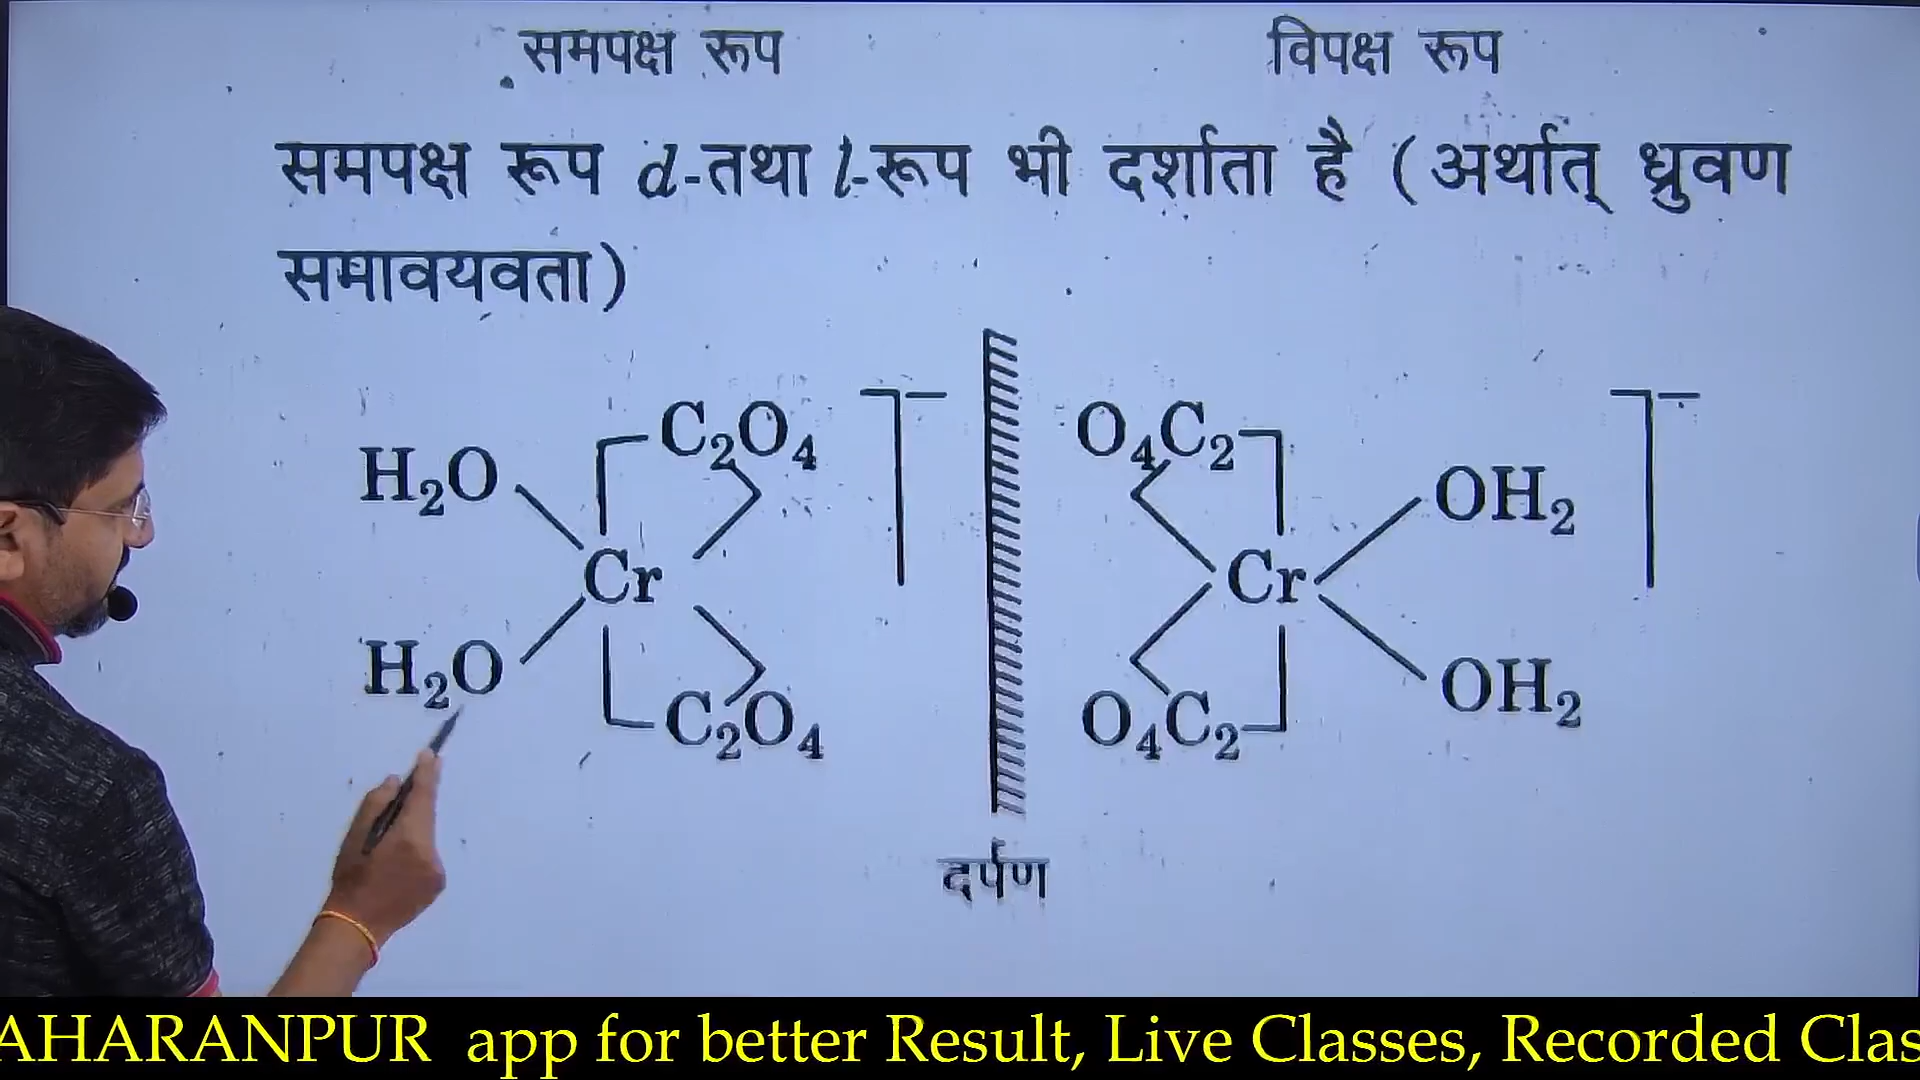 समपक्ष रूप विपक्ष रूप
समपक्ष रूप d-तथा l-रूप भी दर्शाता है (अर्थात् ध्रुवण
समावयवता)
C₂O₄ ⁻ O₄C₂ ⁻
H₂O OH₂
Cr Cr
H₂O OH₂
C₂O₄ O₄C₂
दर्पण
AHARANPUR app for better Result, Live Classes, Recorded Clas